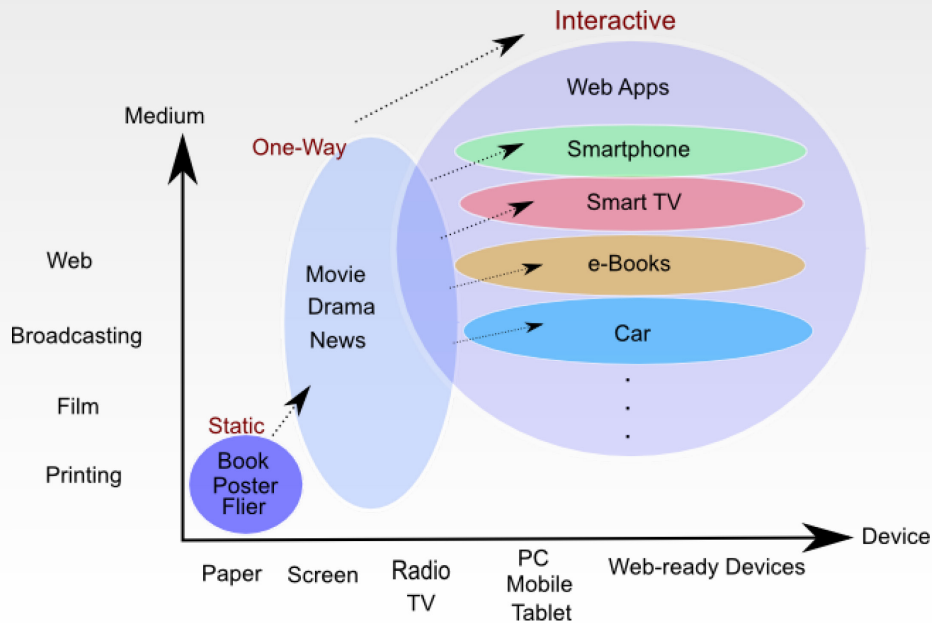 Interactive
Web Apps
Medium
One-Way
Smartphone
Smart TV
Web
e-Books
Movie
Drama
News
Broadcasting
Car
Film
Static
Printing
Book
Poster
Flier
Device
Paper
Screen
Radio
TV
PC
Mobile
Tablet
Web-ready Devices